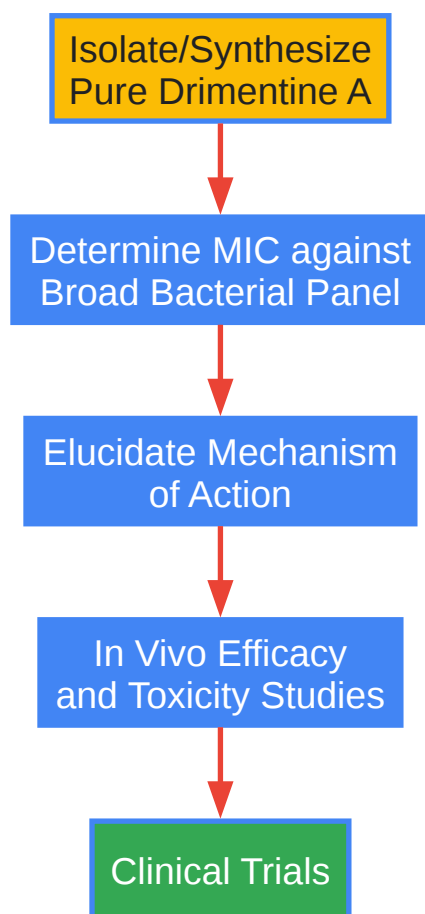 Isolate/Synthesize
Pure Drimentine A
Determine MIC against
Broad Bacterial Panel
Elucidate Mechanism
of Action
In Vivo Efficacy
and Toxicity Studies
Clinical Trials